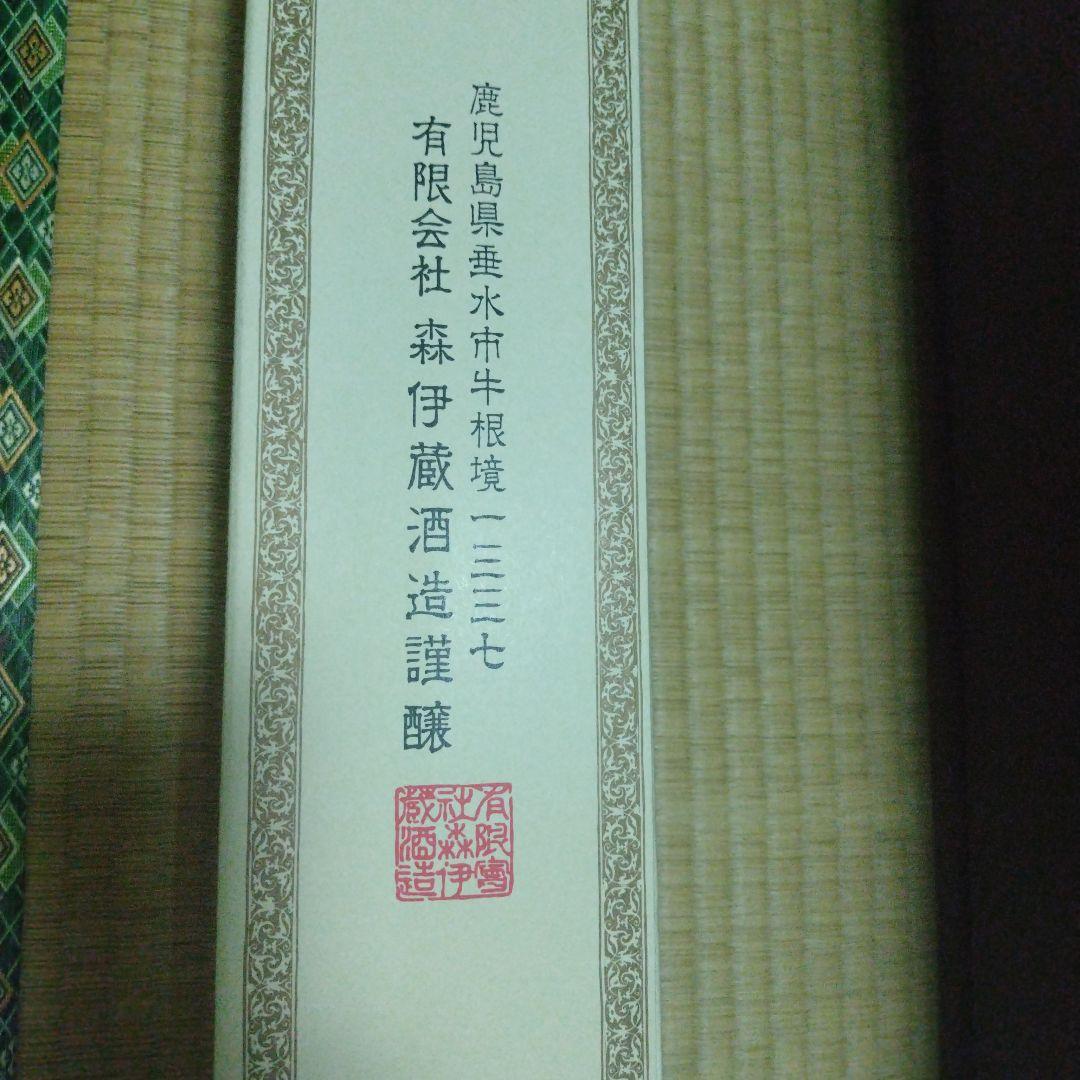 鹿児島県垂水市牛根境一三三七
有限会社 森伊蔵酒造謹醸
有限會
社森伊
蔵酒造